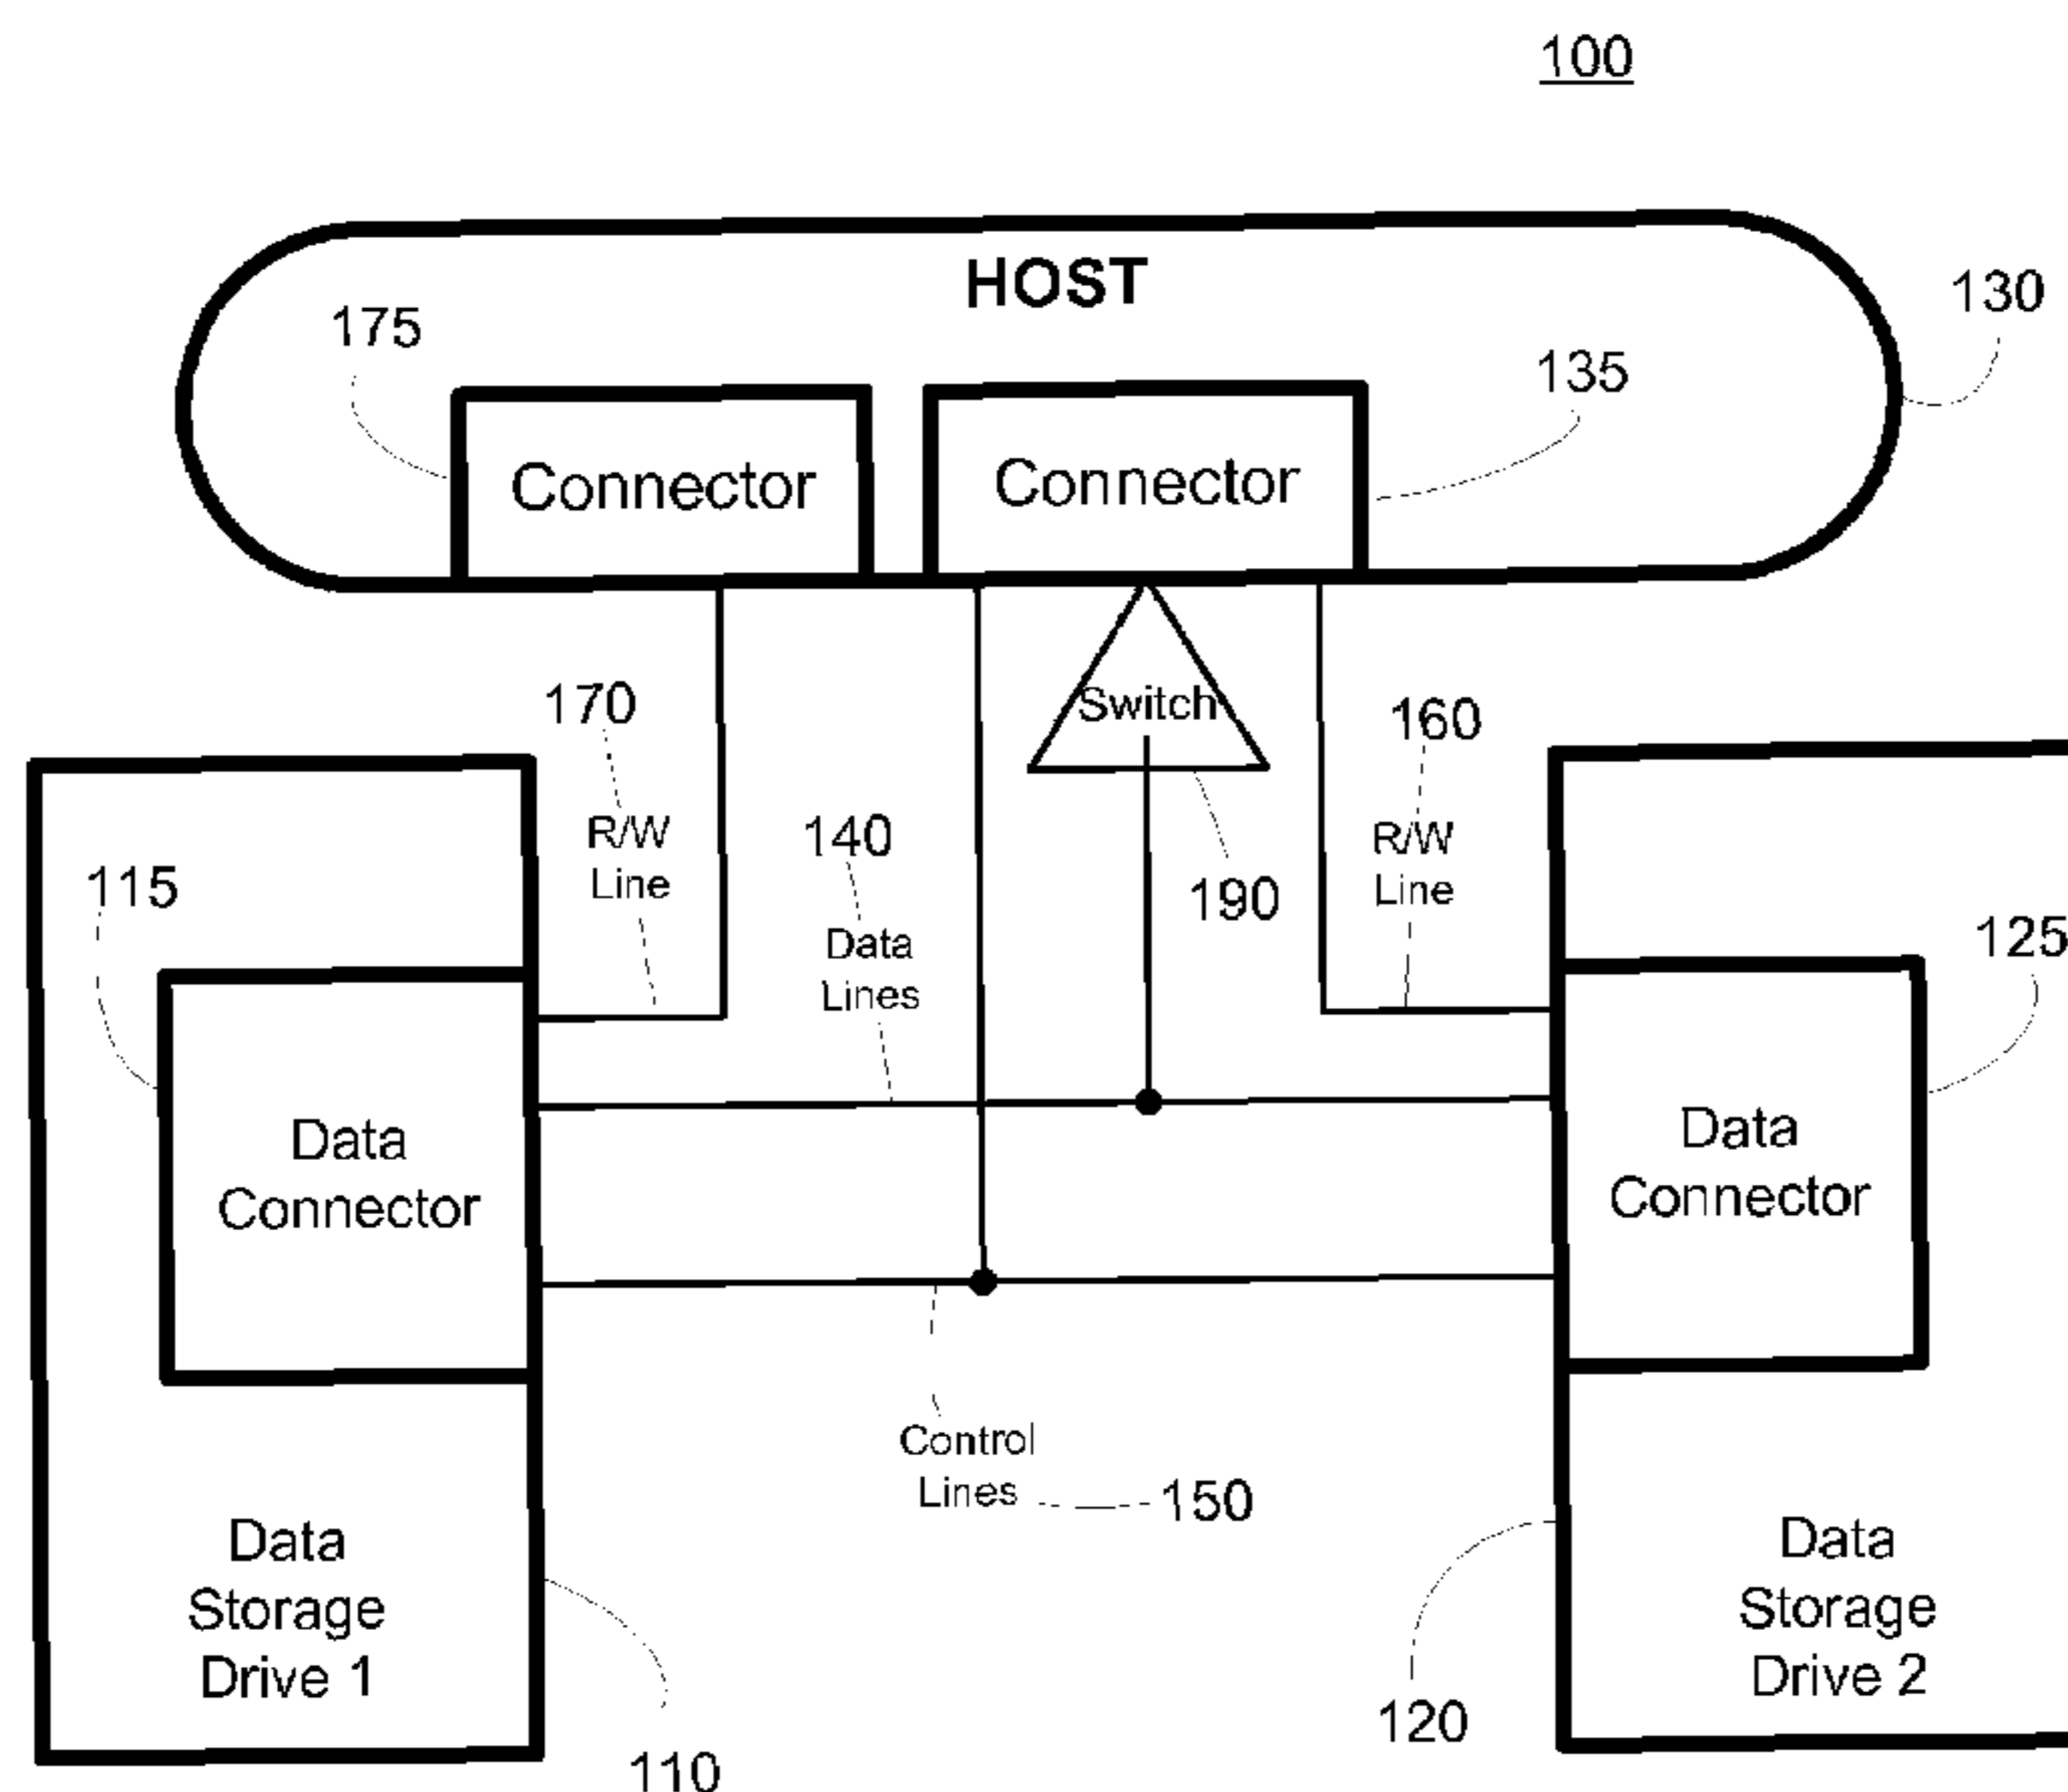 100
HOST
130
175
135
Connector
Connector
170
Switch
160
R/W
Line
140
R/W
Line
115
190
Data
Lines
125
Data
Connector
Data
Connector
Control
Lines
150
Data
Storage
Drive 1
Data
Storage
Drive 2
120
110